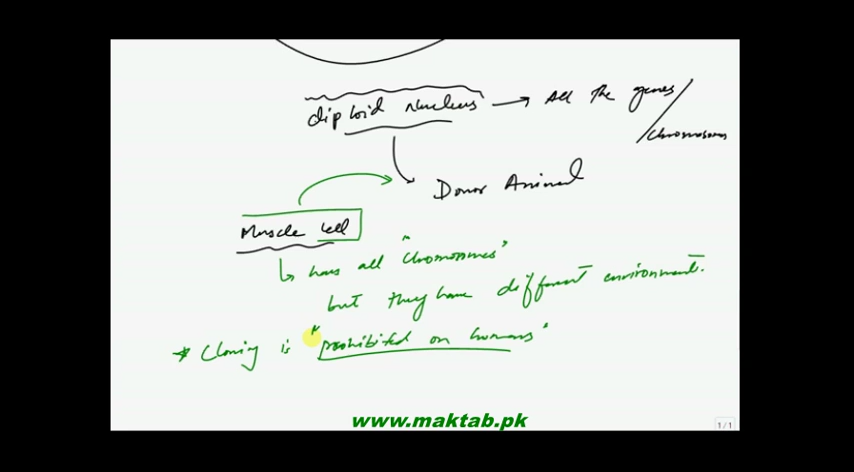 diploid Nucleus → All the genes/
chromosomes
Donor Animal
Muscle Cell
↳ has all "chromosomes"
but they have different environment.
* Cloning is "prohibited on humans"
www.maktab.pk
1/1